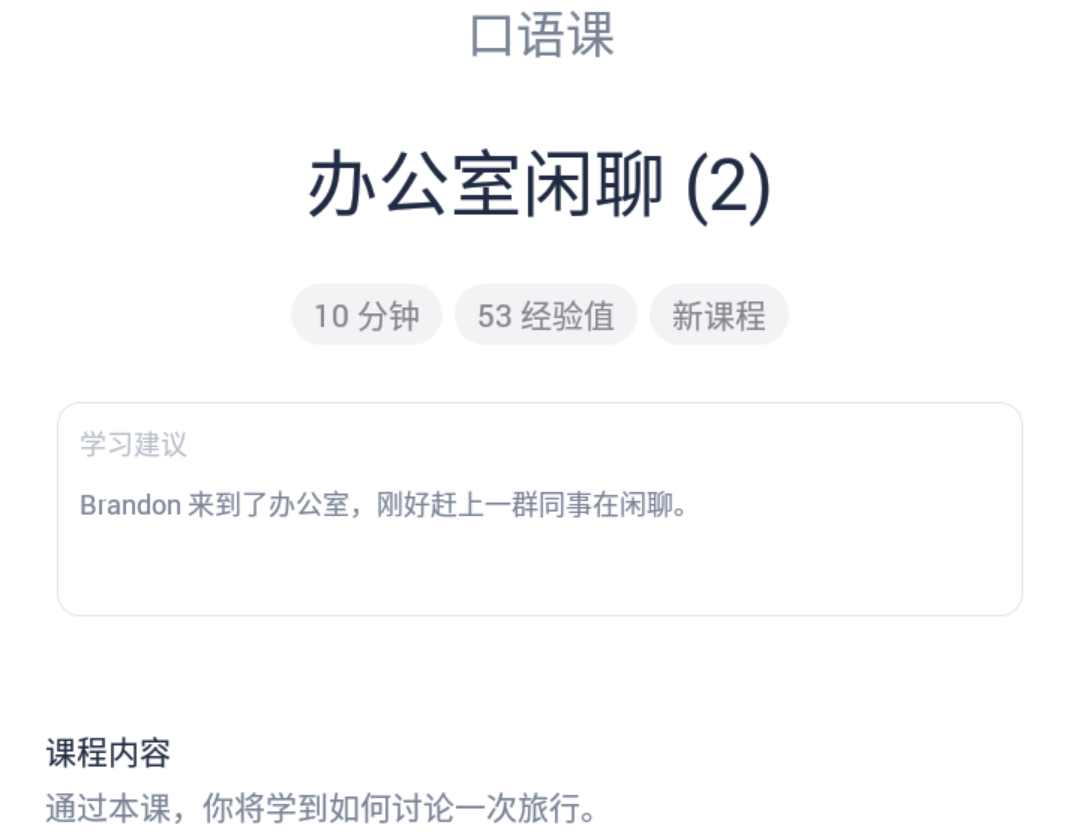 口语课
办公室闲聊 (2)
10 分钟 53 经验值 新课程
学习建议
Brandon 来到了办公室，刚好赶上一群同事在闲聊。
课程内容
通过本课，你将学到如何讨论一次旅行。